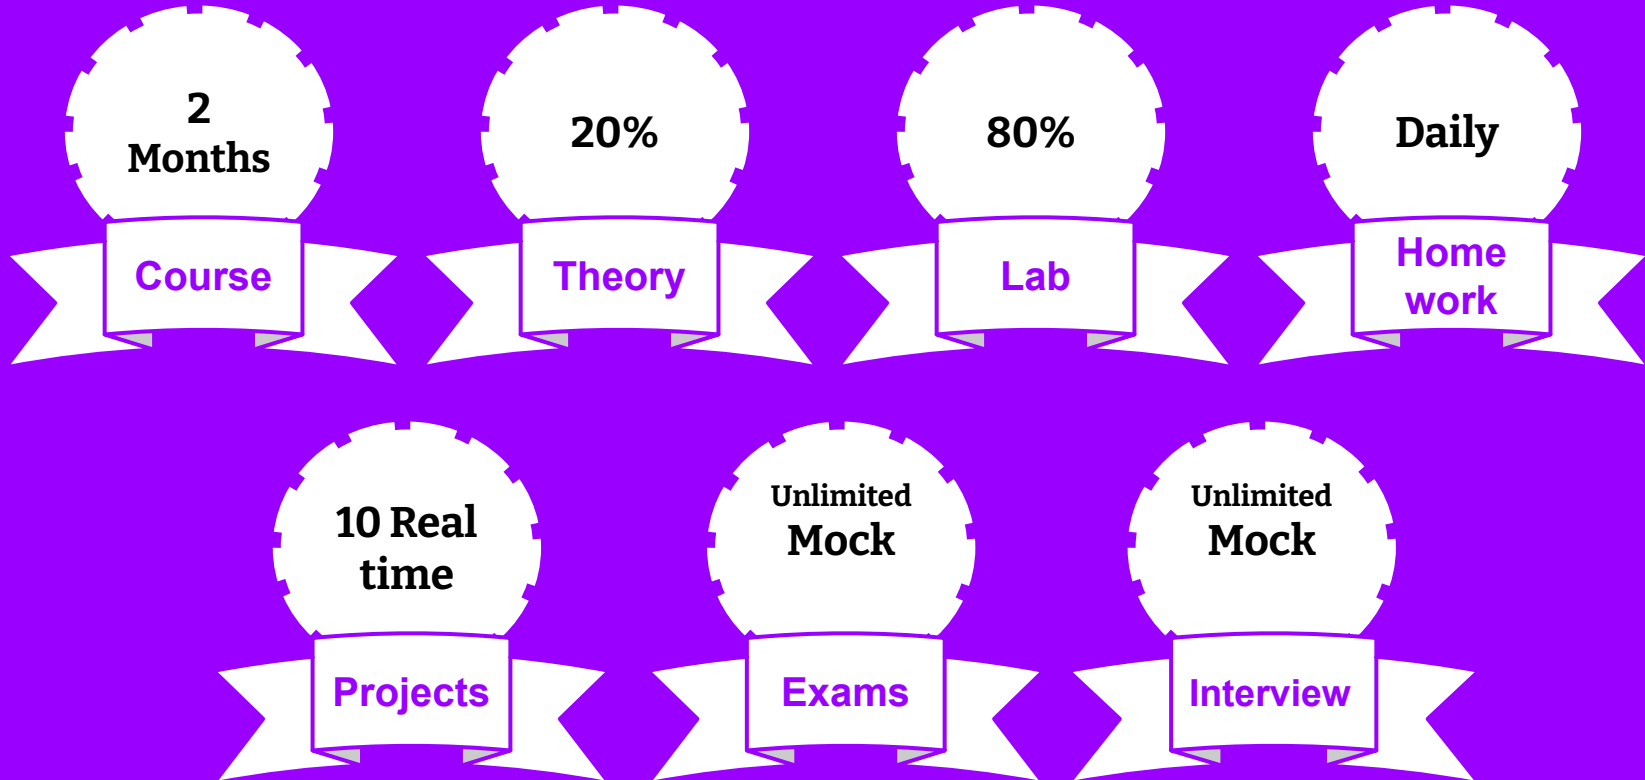 2
Months
Course
20%
Theory
80%
Lab
Daily
Home
work
10 Real
time
Projects
Unlimited
Mock
Exams
Unlimited
Mock
Interview